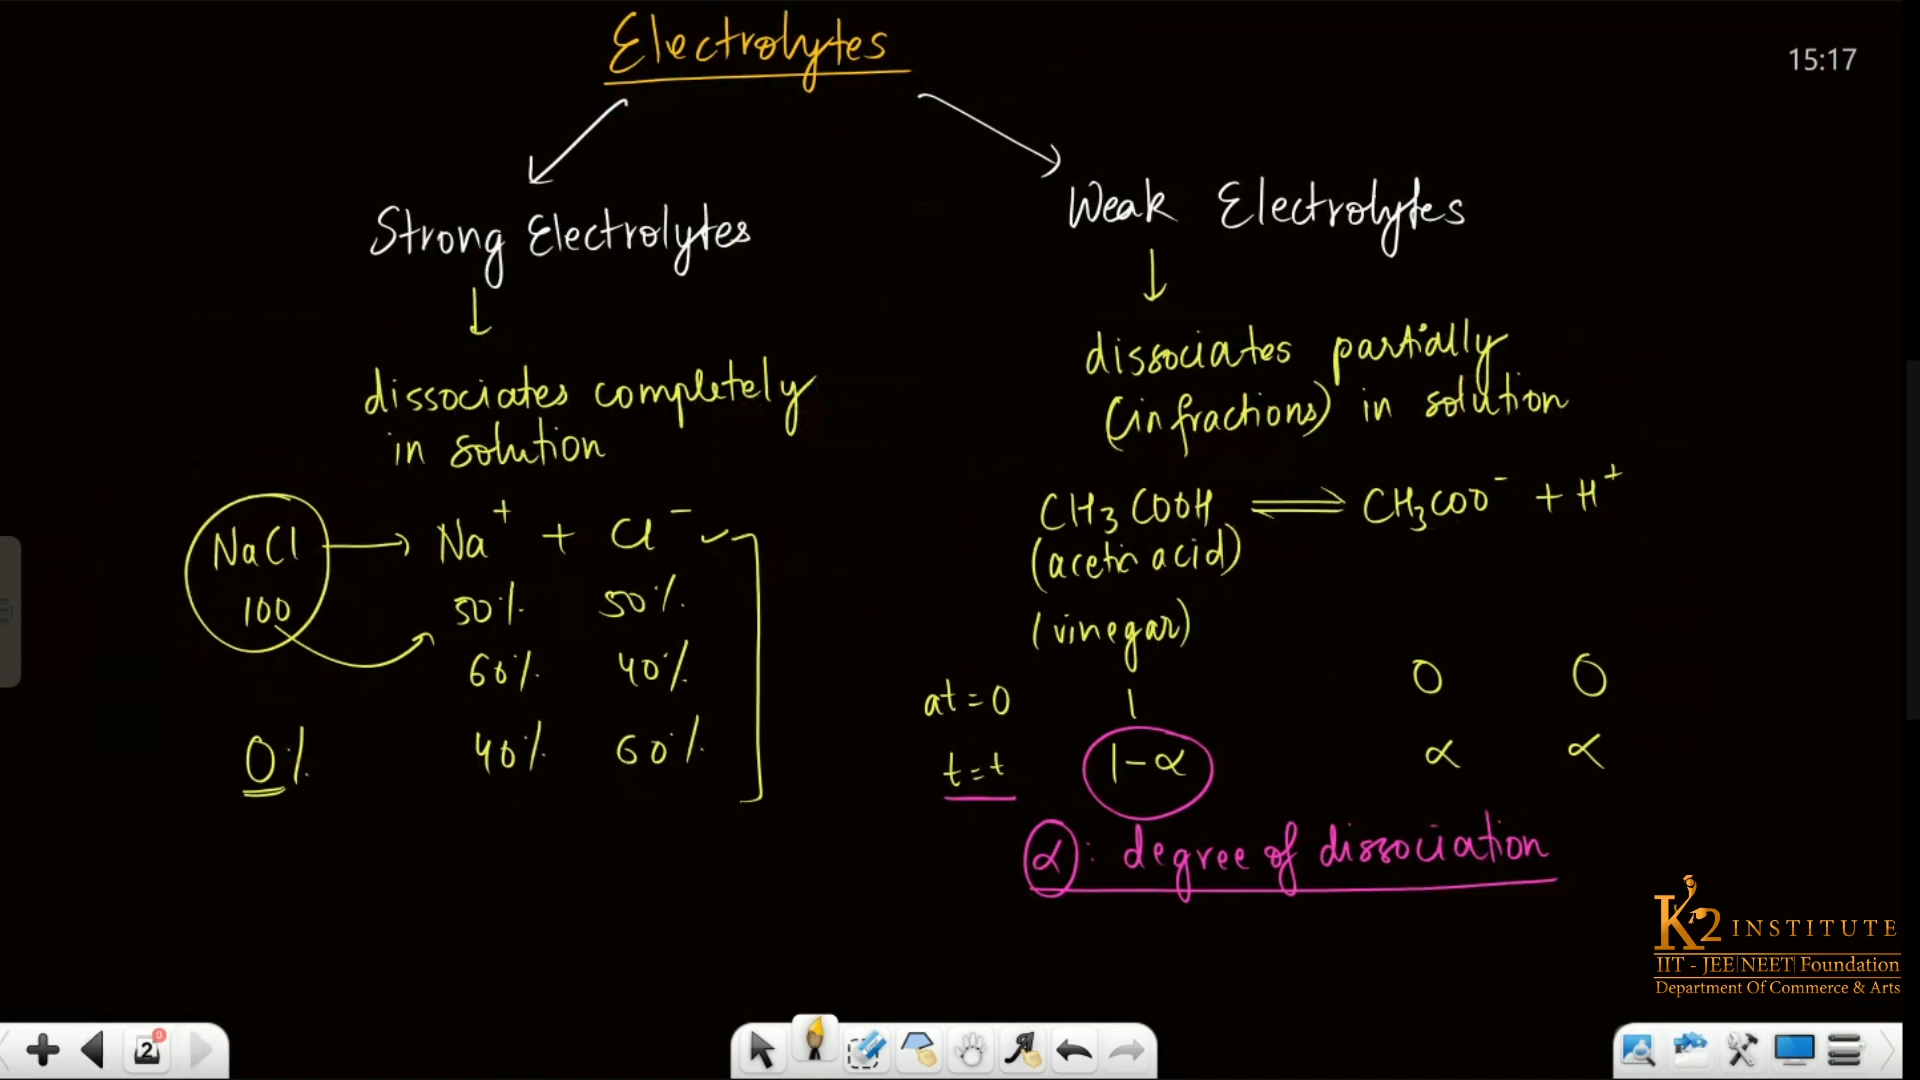 Electrolytes
15:17
Strong Electrolytes
Weak Electrolytes
dissociates completely
in solution
dissociates partially
(in fractions) in solution
NaCl → Na⁺ + Cl⁻
100 50% 50%
60% 40%
0% 40% 60%
CH₃COOH ⇌ CH₃COO⁻ + H⁺
(acetic acid)
(vinegar)
at = 0 1 0 0
t = t 1-α α α
α : degree of dissociation
K2 INSTITUTE
IIT - JEE|NEET| Foundation
Department Of Commerce & Arts
2
0